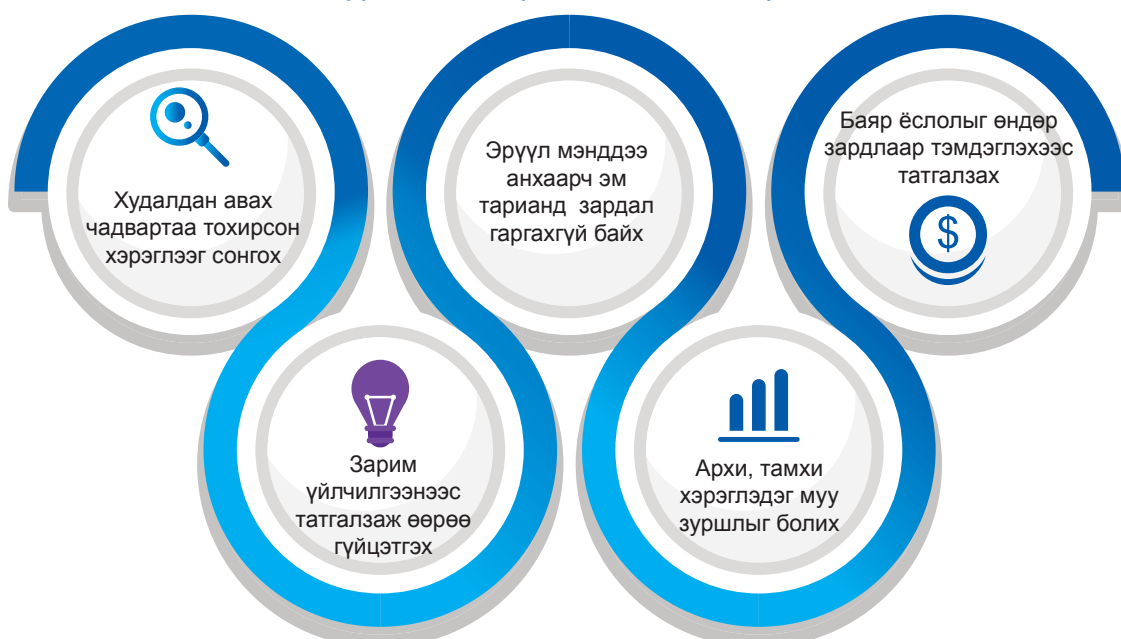 Худалдан авах
чадвартаа тохирсон
хэрэглээг сонгох
Зарим
үйлчилгээнээс
татгалзаж өөрөө
гүйцэтгэх
Эрүүл мэнддээ
анхаарч эм
тарианд зардал
гаргахгүй байх
Архи, тамхи
хэрэглэдэг муу
зуршлыг болих
Баяр ёслолыг өндөр
зардлаар тэмдэглэхээс
татгалзах
$